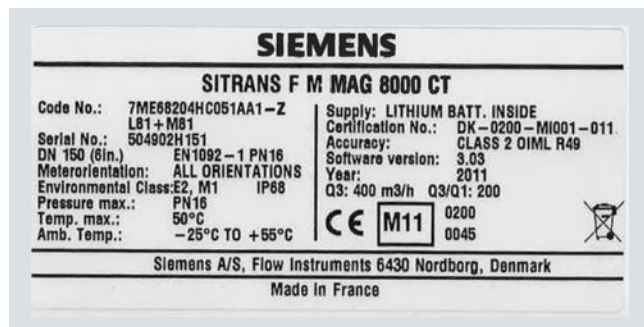 SIEMENS
SITRANS F M MAG 8000 CT
Code No.: 7ME68204HC051AA1-Z
L81+M81
Serial No.: 504902H151
DN 150 (6in.) EN1092-1 PN16
Meterorientation: ALL ORIENTATIONS
Environmental Class:E2, M1 IP68
Pressure max.: PN16
Temp. max.: 50°C
Amb. Temp.: -25°C TO +55°C
Supply: LITHIUM BATT. INSIDE
Certification No.: DK-0200-MI001-011
Accuracy: CLASS 2 OIML R49
Software version: 3.03
Year: 2011
Q3: 400 m3/h Q3/Q1: 200
CE M11 0200
0045
Siemens A/S, Flow Instruments 6430 Nordborg, Denmark
Made in France